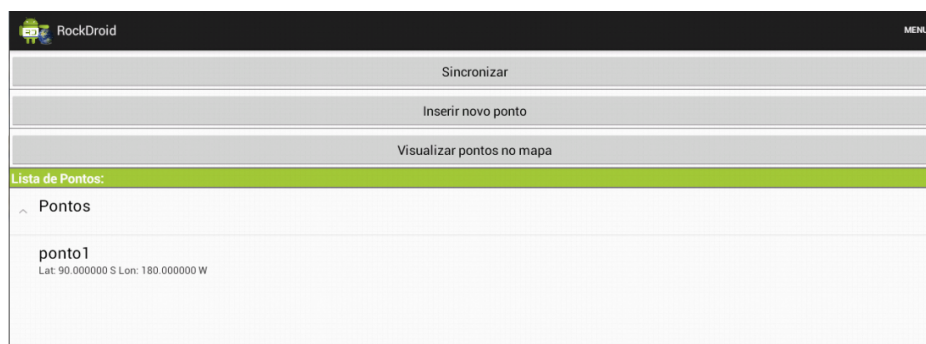 RockDroid
MENU
Sincronizar
Inserir novo ponto
Visualizar pontos no mapa
Lista de Pontos:
Pontos
ponto1
Lat: 90.000000 S Lon: 180.000000 W